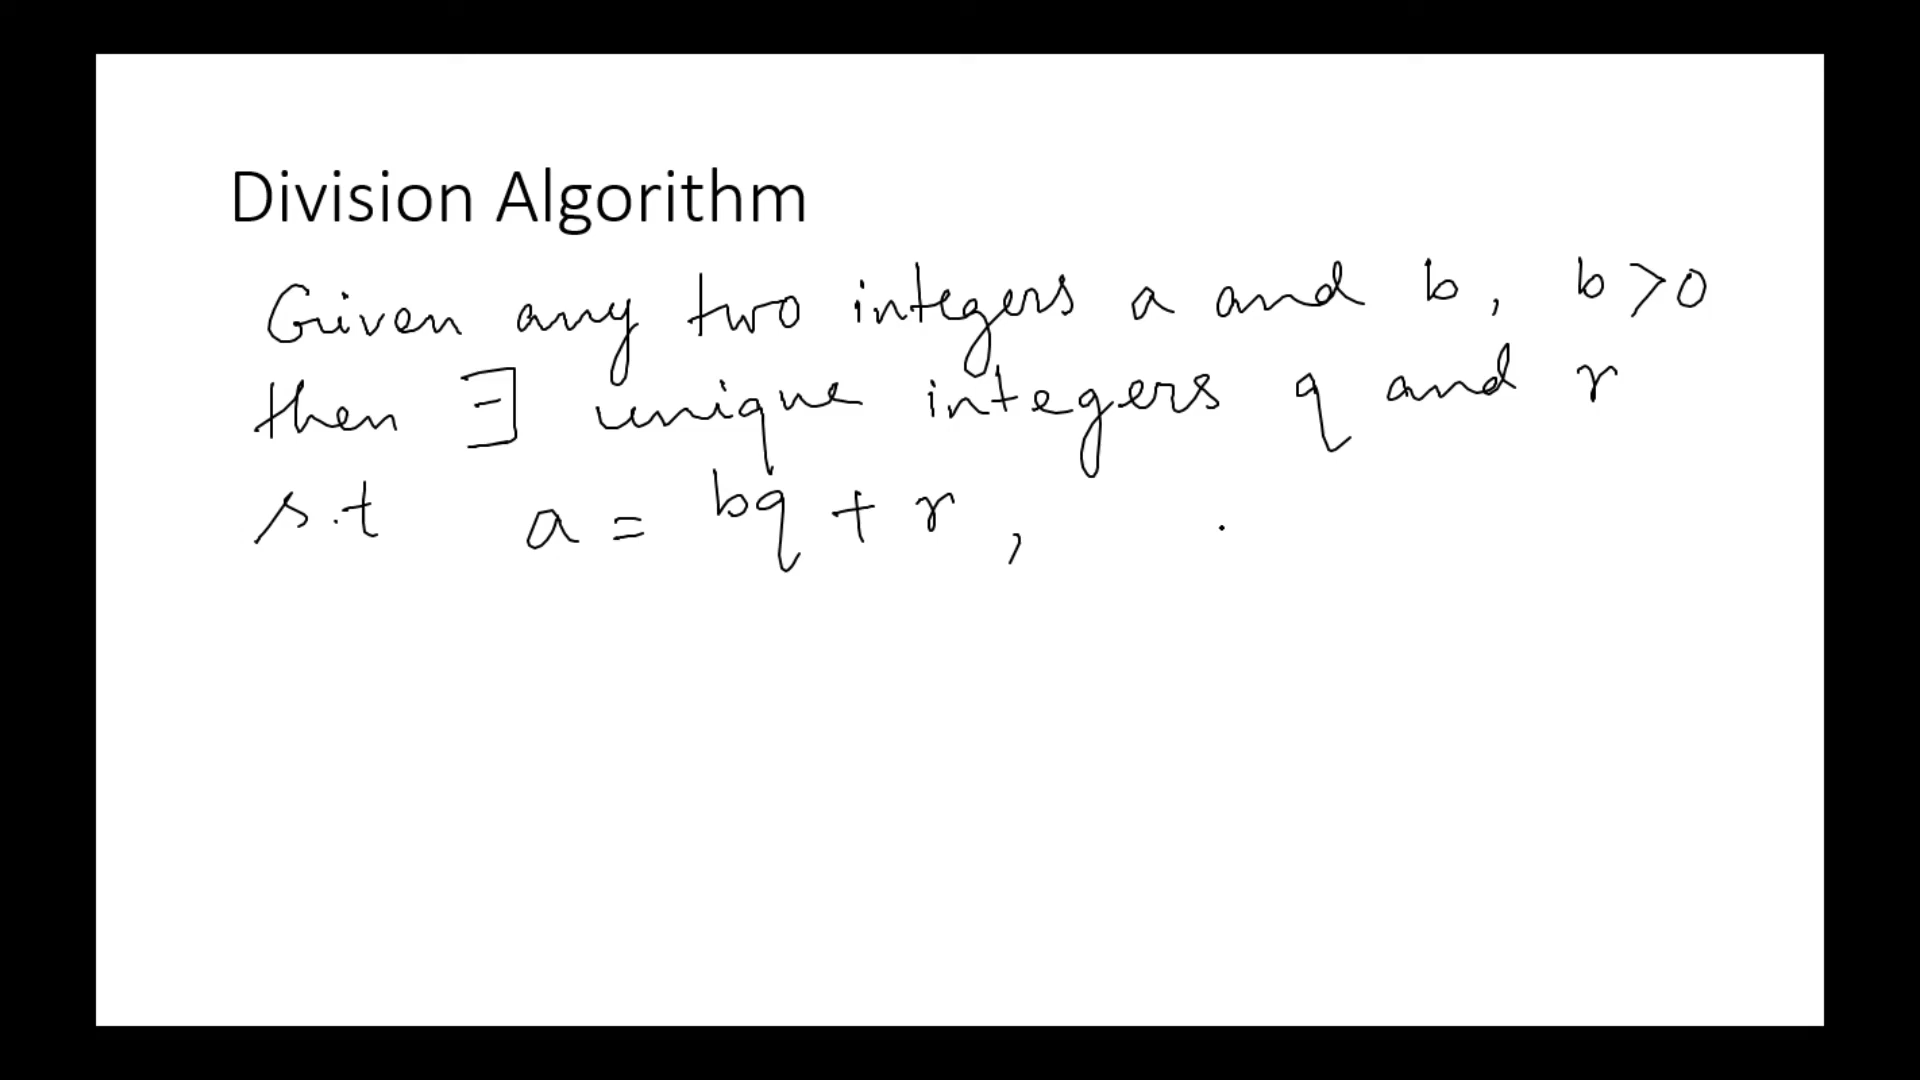 Division Algorithm
Given any two integers a and b, b>0
then ∃ unique integers q and r
s.t a = bq + r ,